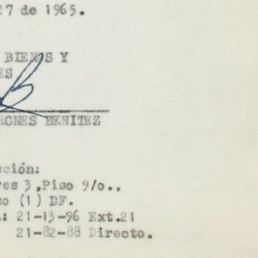 27 de 1965.
BIENES Y
ES
RONES BENITEZ
ción:
res 3 ,Piso 9/o..
co (1) DF.
.: 21-13-96 Ext.21
21-82-88 Directo.